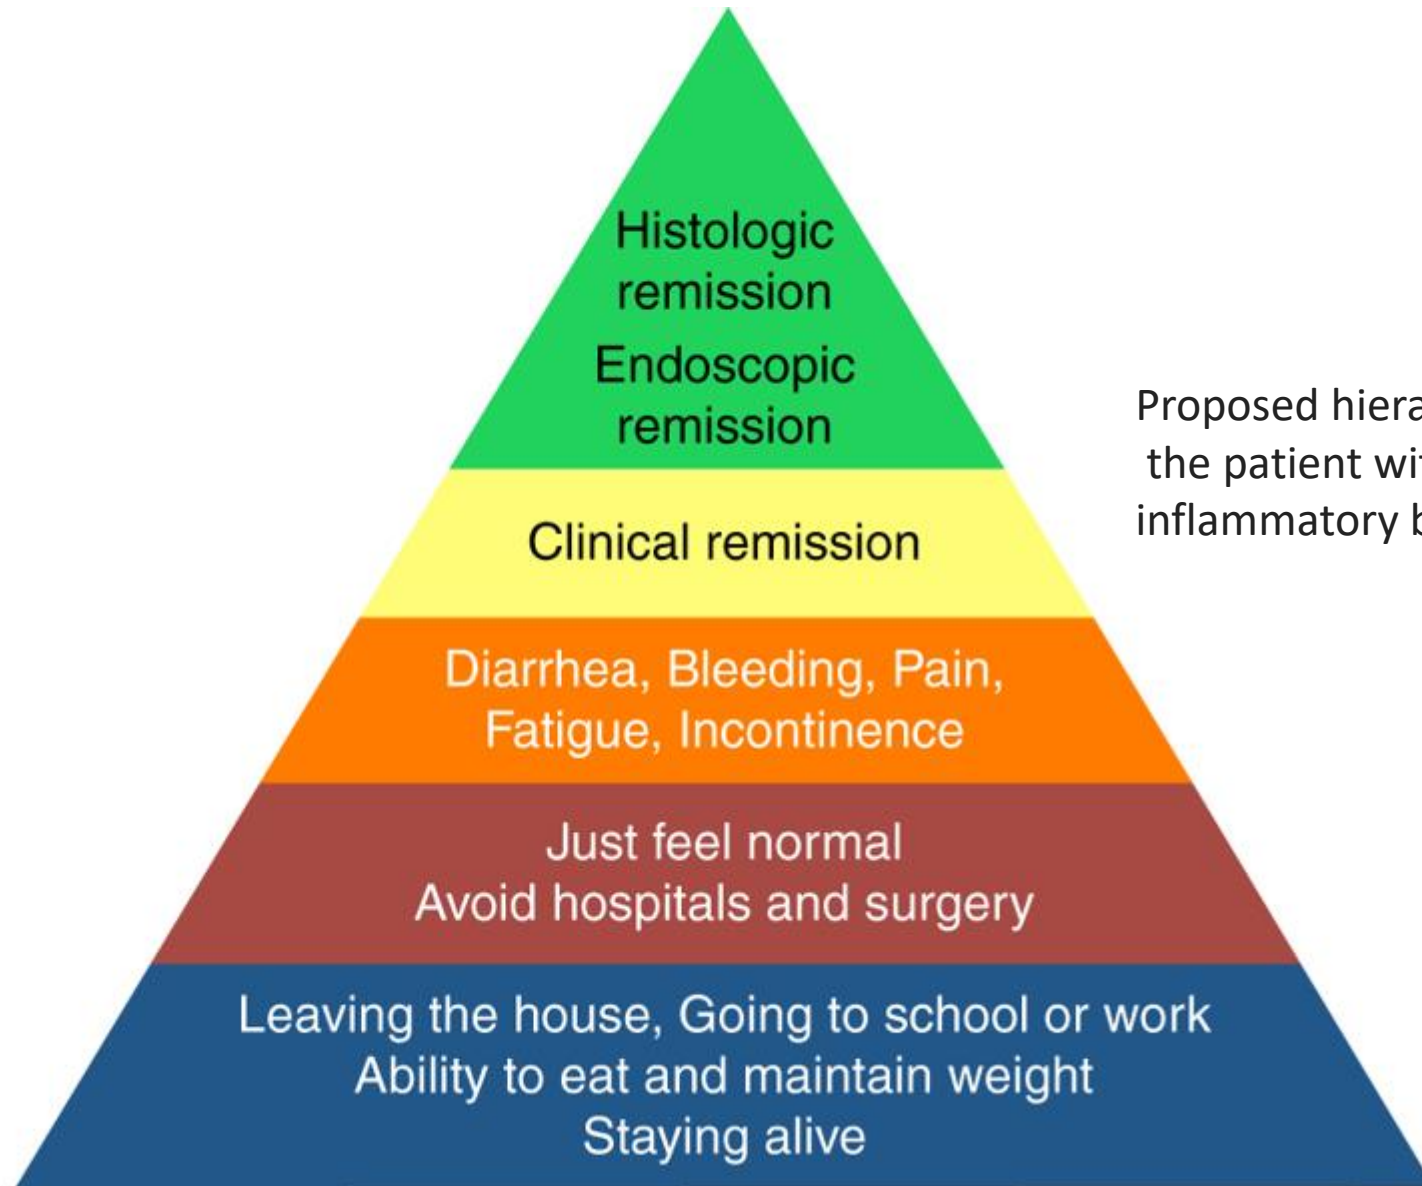 Histologic
remission
Endoscopic
remission
Clinical remission
Diarrhea, Bleeding, Pain,
Fatigue, Incontinence
Just feel normal
Avoid hospitals and surgery
Leaving the house, Going to school or work
Ability to eat and maintain weight
Staying alive
Proposed
the patient
inflammatory